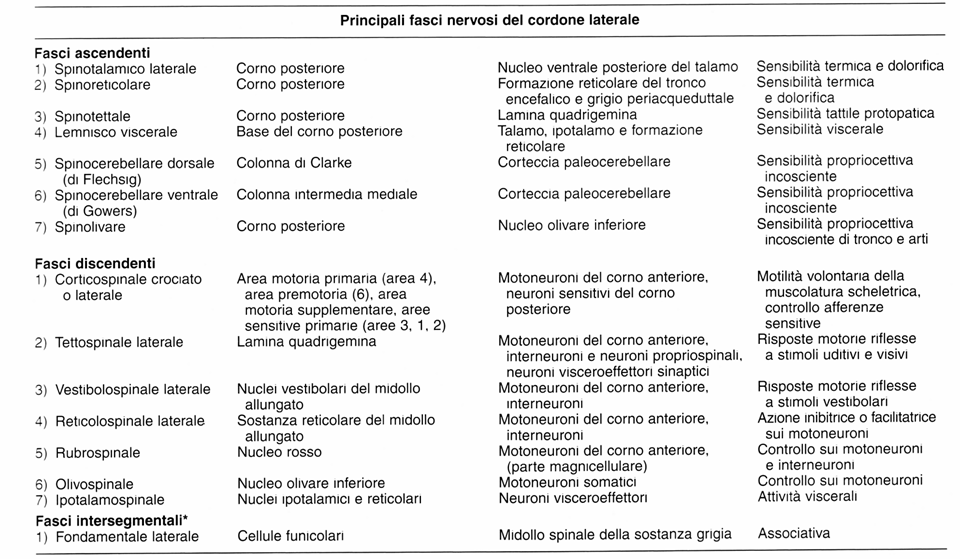 Principali fasci nervosi del cordone laterale
Fasci ascendenti
1) Spinotalamico laterale Corno posteriore Nucleo ventrale posteriore del talamo Sensibilità termica e dolorifica
2) Spinoreticolare Corno posteriore Formazione reticolare del tronco Sensibilità termica
encefalico e grigio periacqueduttale e dolorifica
3) Spinotettale Corno posteriore Lamina quadrigemina Sensibilità tattile protopatica
4) Lemnisco viscerale Base del corno posteriore Talamo, ipotalamo e formazione Sensibilità viscerale
reticolare
5) Spinocerebellare dorsale Colonna di Clarke Corteccia paleocerebellare Sensibilità propriocettiva
(di Flechsig) incosciente
6) Spinocerebellare ventrale Colonna intermedia mediale Corteccia paleocerebellare Sensibilità propriocettiva
(di Gowers) incosciente
7) Spinolivare Corno posteriore Nucleo olivare inferiore Sensibilità propriocettiva
incosciente di tronco e arti
Fasci discendenti
1) Corticospinale crociato Area motoria primaria (area 4), Motoneuroni del corno anteriore, Motilità volontaria della
o laterale area premotoria (6), area neuroni sensitivi del corno muscolatura scheletrica,
motoria supplementare, aree posteriore controllo afferenze
sensitive primarie (aree 3, 1, 2) sensitive
2) Tettospinale laterale Lamina quadrigemina Motoneuroni del corno anteriore, Risposte motorie riflesse
interneuroni e neuroni propriospinali, a stimoli uditivi e visivi
neuroni visceroeffettori sinaptici
3) Vestibolospinale laterale Nuclei vestibolari del midollo Motoneuroni del corno anteriore, Risposte motorie riflesse
allungato interneuroni a stimoli vestibolari
4) Reticolospinale laterale Sostanza reticolare del midollo Motoneuroni del corno anteriore, Azione inibitrice o facilitatrice
allungato interneuroni sui motoneuroni
5) Rubrospinale Nucleo rosso Motoneuroni del corno anteriore, Controllo sui motoneuroni
(parte magnicellulare) e interneuroni
6) Olivospinale Nucleo olivare inferiore Motoneuroni somatici Controllo sui motoneuroni
7) Ipotalamospinale Nuclei ipotalamici e reticolari Neuroni visceroeffettori Attività viscerali
Fasci intersegmentali*
1) Fondamentale laterale Cellule funicolari Midollo spinale della sostanza grigia Associativa